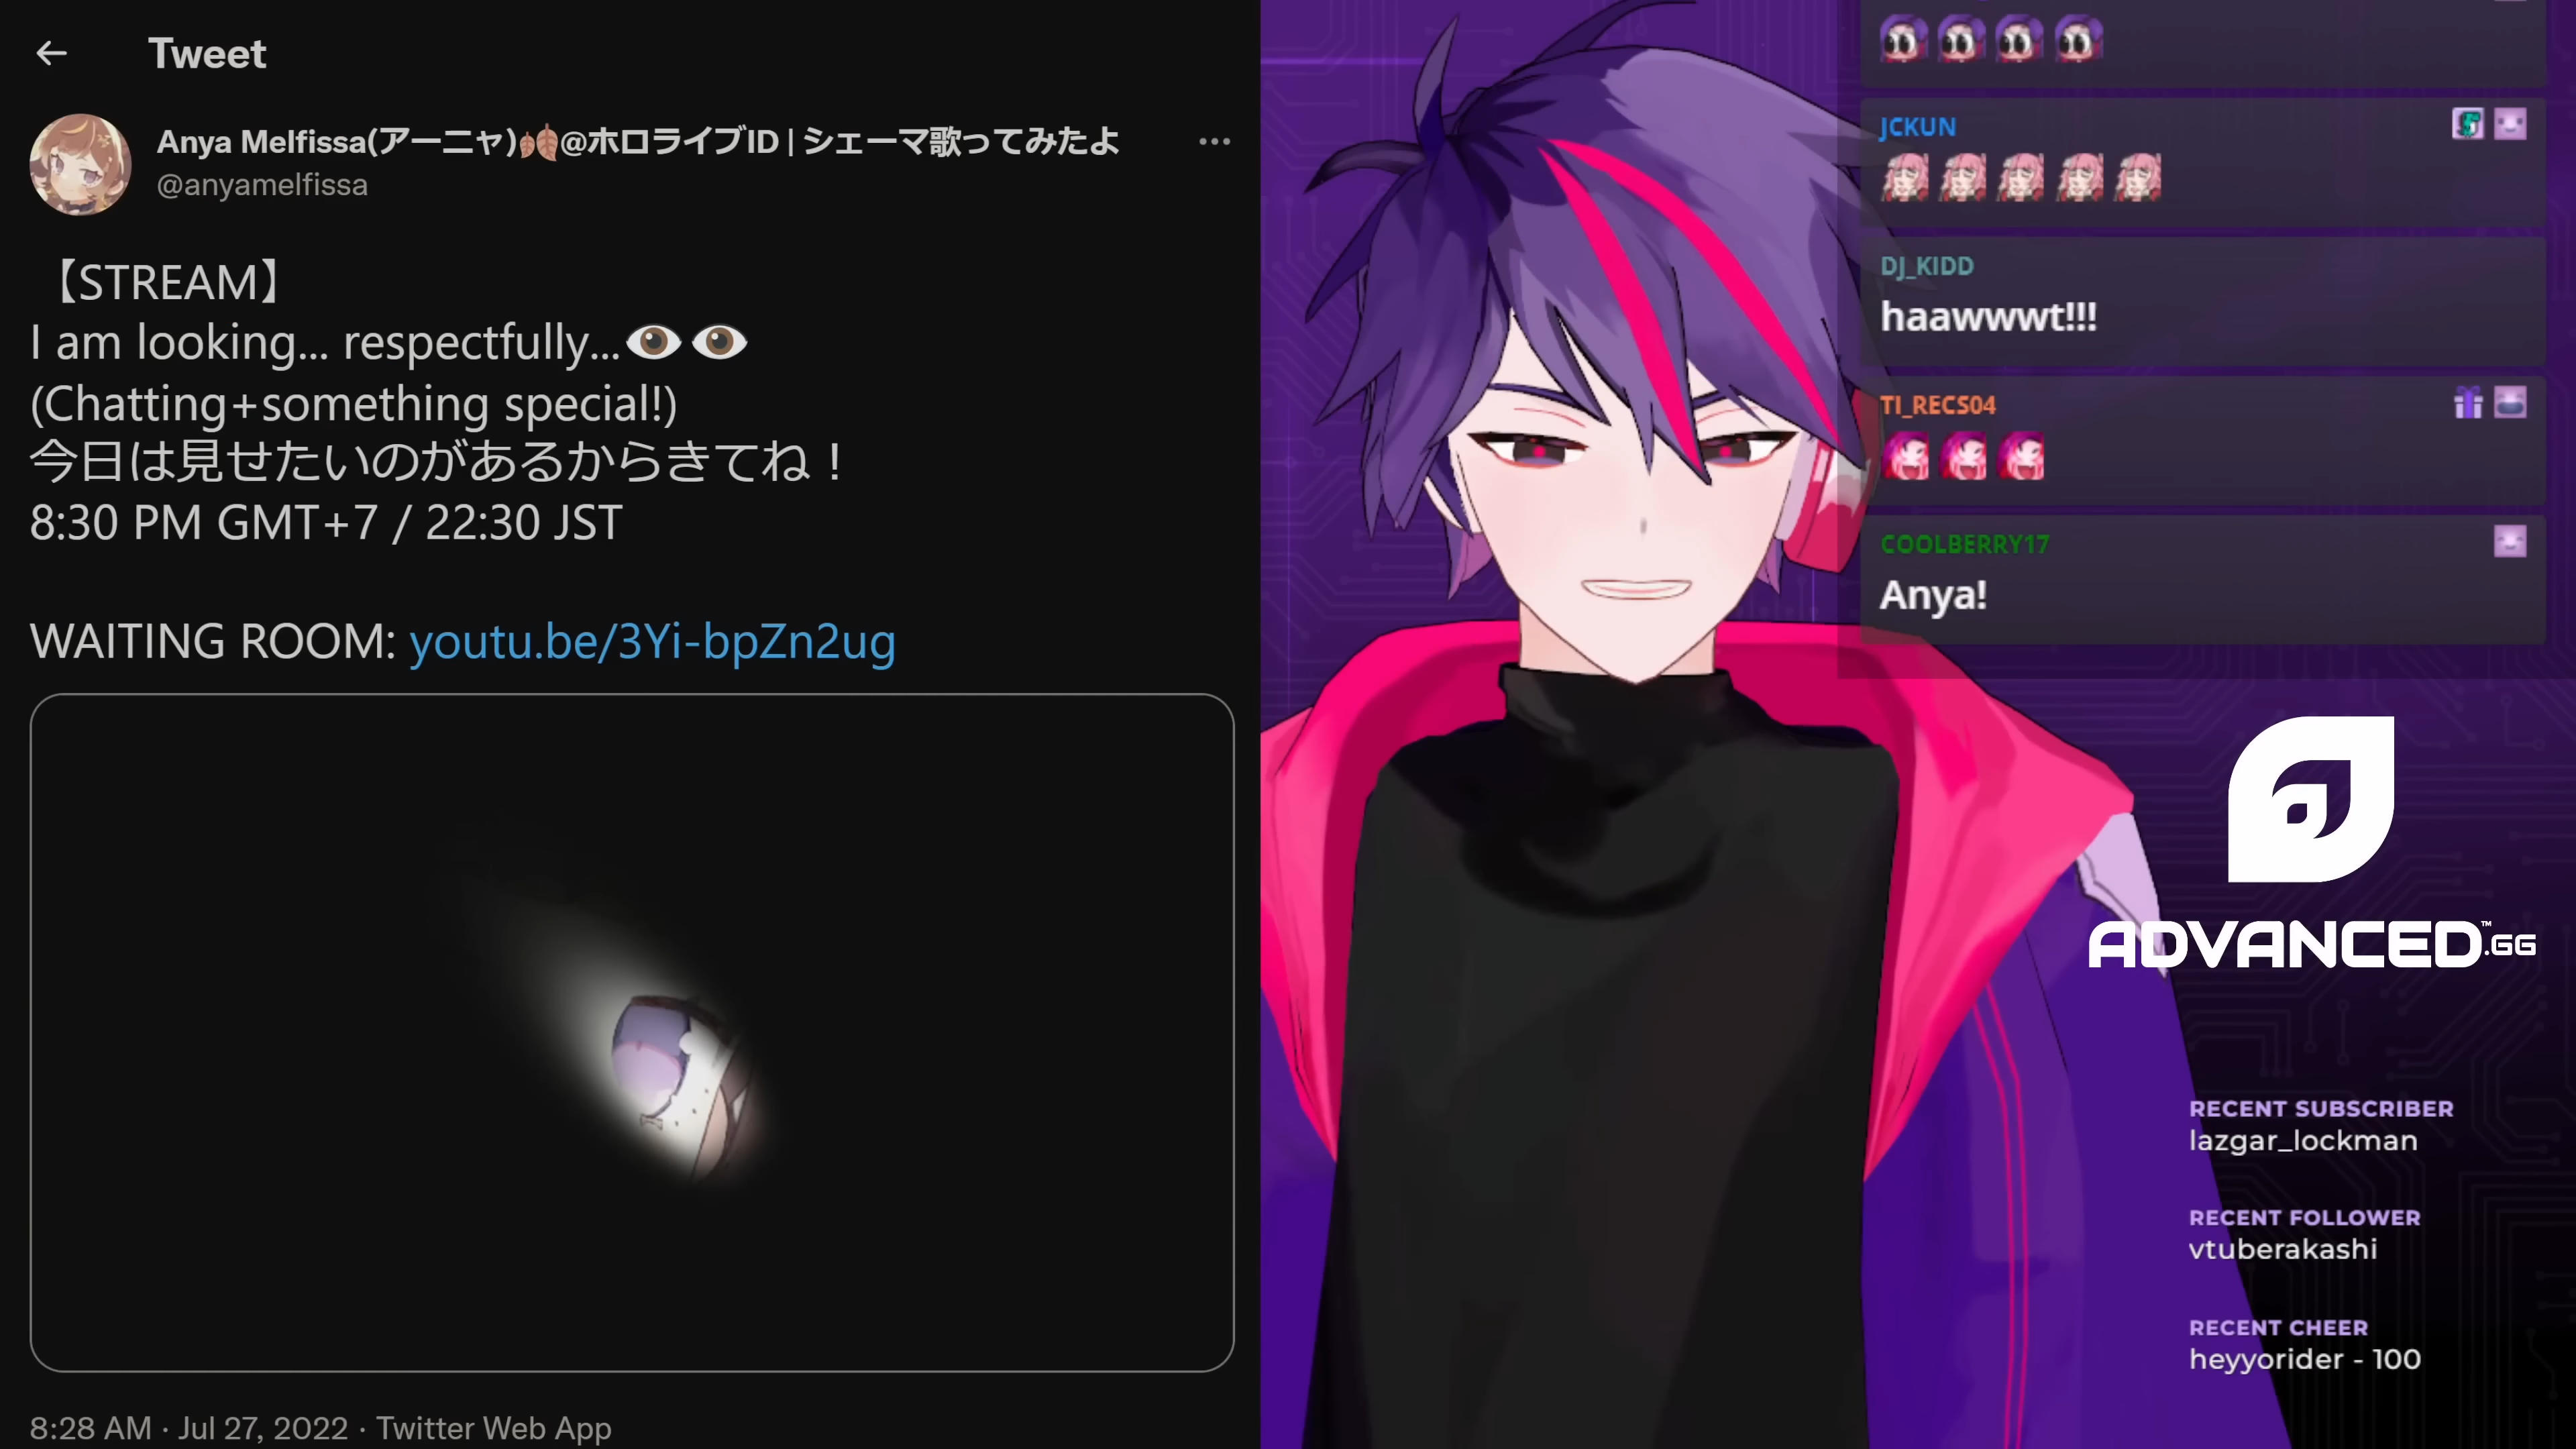 Tweet
Anya Melfissa(アーニャ)🍂@ホロライブID | シェーマ歌ってみたよ
@anyamelfissa
【STREAM】
I am looking... respectfully...👁️👁️
(Chatting+something special!)
今日は見せたいのがあるからきてね！
8:30 PM GMT+7 / 22:30 JST
WAITING ROOM: youtu.be/3Yi-bpZn2ug
8:28 AM · Jul 27, 2022 · Twitter Web App
JCKUN
DJ_KIDD
haawwwt!!!
TI_RECS04
COOLBERRY17
Anya!
ADVANCED.GG™
RECENT SUBSCRIBER
lazgar_lockman
RECENT FOLLOWER
vtuberakashi
RECENT CHEER
heyyorider - 100